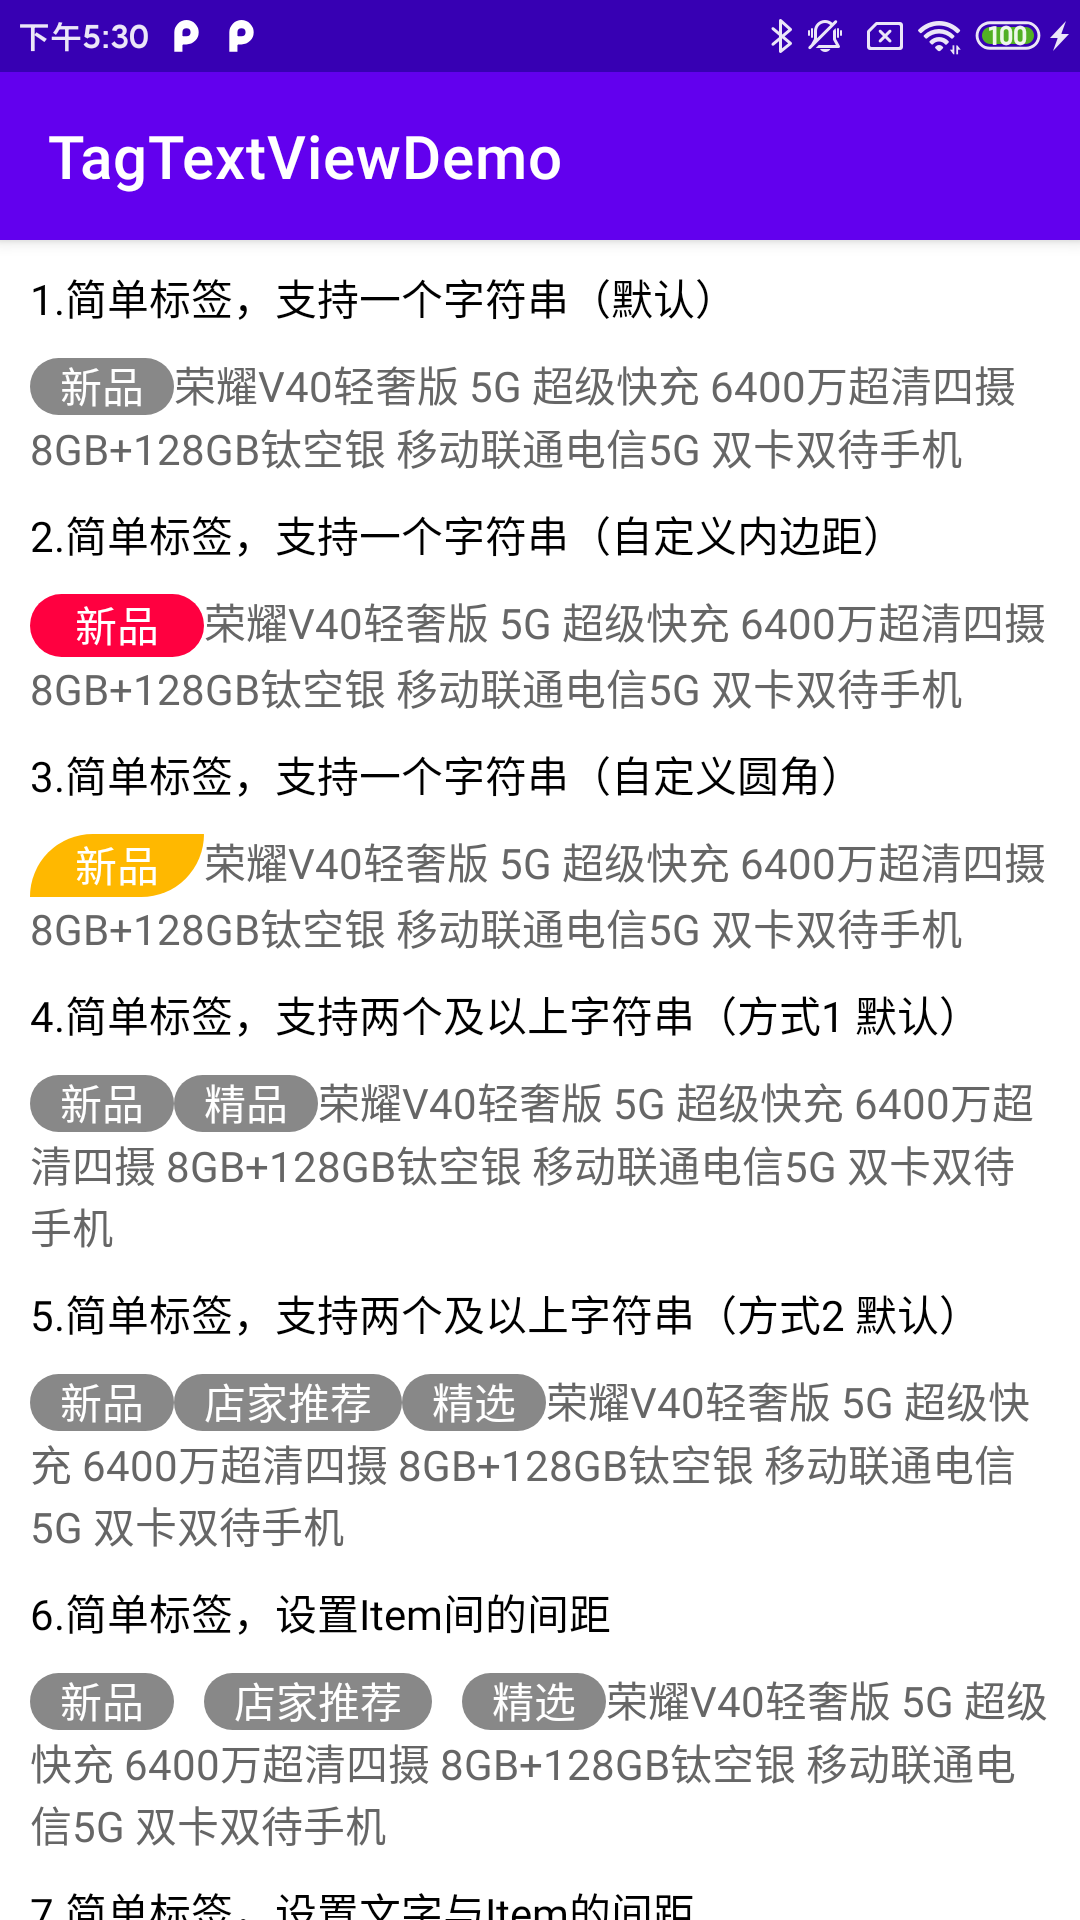 下午5:30
100
TagTextViewDemo
1.简单标签，支持一个字符串（默认）
新品荣耀V40轻奢版 5G 超级快充 6400万超清四摄
8GB+128GB钛空银 移动联通电信5G 双卡双待手机
2.简单标签，支持一个字符串（自定义内边距）
新品荣耀V40轻奢版 5G 超级快充 6400万超清四摄
8GB+128GB钛空银 移动联通电信5G 双卡双待手机
3.简单标签，支持一个字符串（自定义圆角）
新品荣耀V40轻奢版 5G 超级快充 6400万超清四摄
8GB+128GB钛空银 移动联通电信5G 双卡双待手机
4.简单标签，支持两个及以上字符串（方式1 默认）
新品 精品荣耀V40轻奢版 5G 超级快充 6400万超
清四摄 8GB+128GB钛空银 移动联通电信5G 双卡双待
手机
5.简单标签，支持两个及以上字符串（方式2 默认）
新品 店家推荐 精选荣耀V40轻奢版 5G 超级快
充 6400万超清四摄 8GB+128GB钛空银 移动联通电信
5G 双卡双待手机
6.简单标签，设置Item间的间距
新品 店家推荐 精选荣耀V40轻奢版 5G 超级
快充 6400万超清四摄 8GB+128GB钛空银 移动联通电
信5G 双卡双待手机
7.简单标签，设置文字与Item的间距